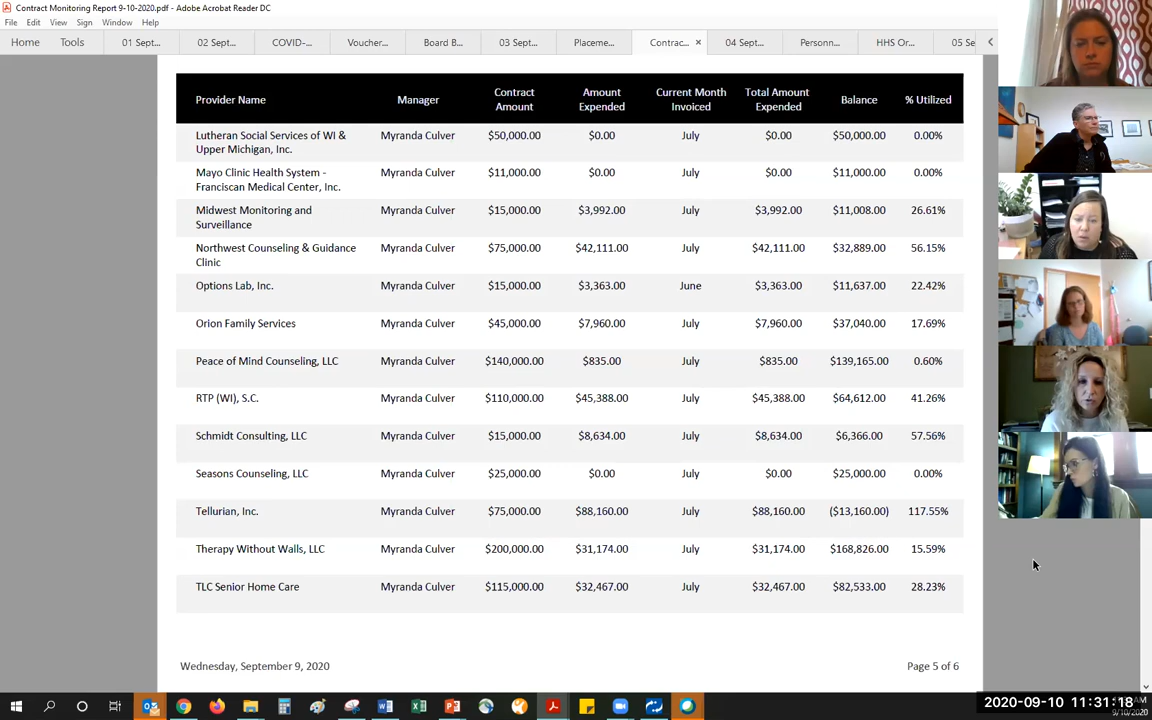 Contract Monitoring Report 9-10-2020.pdf - Adobe Acrobat Reader DC
File Edit View Sign Window Help
Home Tools 01 Sept... 02 Sept... COVID-... Voucher... Board B... 03 Sept... Placeme... Contrac... × 04 Sept... Personn... HHS Or... 05 Se
Provider Name Manager Contract Amount Amount Expended Current Month Invoiced Total Amount Expended Balance % Utilized
Lutheran Social Services of WI & Myranda Culver $50,000.00 $0.00 July $0.00 $50,000.00 0.00%
Upper Michigan, Inc.
Mayo Clinic Health System - Myranda Culver $11,000.00 $0.00 July $0.00 $11,000.00 0.00%
Franciscan Medical Center, Inc.
Midwest Monitoring and Myranda Culver $15,000.00 $3,992.00 July $3,992.00 $11,008.00 26.61%
Surveillance
Northwest Counseling & Guidance Myranda Culver $75,000.00 $42,111.00 July $42,111.00 $32,889.00 56.15%
Clinic
Options Lab, Inc. Myranda Culver $15,000.00 $3,363.00 June $3,363.00 $11,637.00 22.42%
Orion Family Services Myranda Culver $45,000.00 $7,960.00 July $7,960.00 $37,040.00 17.69%
Peace of Mind Counseling, LLC Myranda Culver $140,000.00 $835.00 July $835.00 $139,165.00 0.60%
RTP (WI), S.C. Myranda Culver $110,000.00 $45,388.00 July $45,388.00 $64,612.00 41.26%
Schmidt Consulting, LLC Myranda Culver $15,000.00 $8,634.00 July $8,634.00 $6,366.00 57.56%
Seasons Counseling, LLC Myranda Culver $25,000.00 $0.00 July $0.00 $25,000.00 0.00%
Tellurian, Inc. Myranda Culver $75,000.00 $88,160.00 July $88,160.00 ($13,160.00) 117.55%
Therapy Without Walls, LLC Myranda Culver $200,000.00 $31,174.00 July $31,174.00 $168,826.00 15.59%
TLC Senior Home Care Myranda Culver $115,000.00 $32,467.00 July $32,467.00 $82,533.00 28.23%
Wednesday, September 9, 2020 Page 5 of 6
2020-09-10 11:31:18
9/10/2020